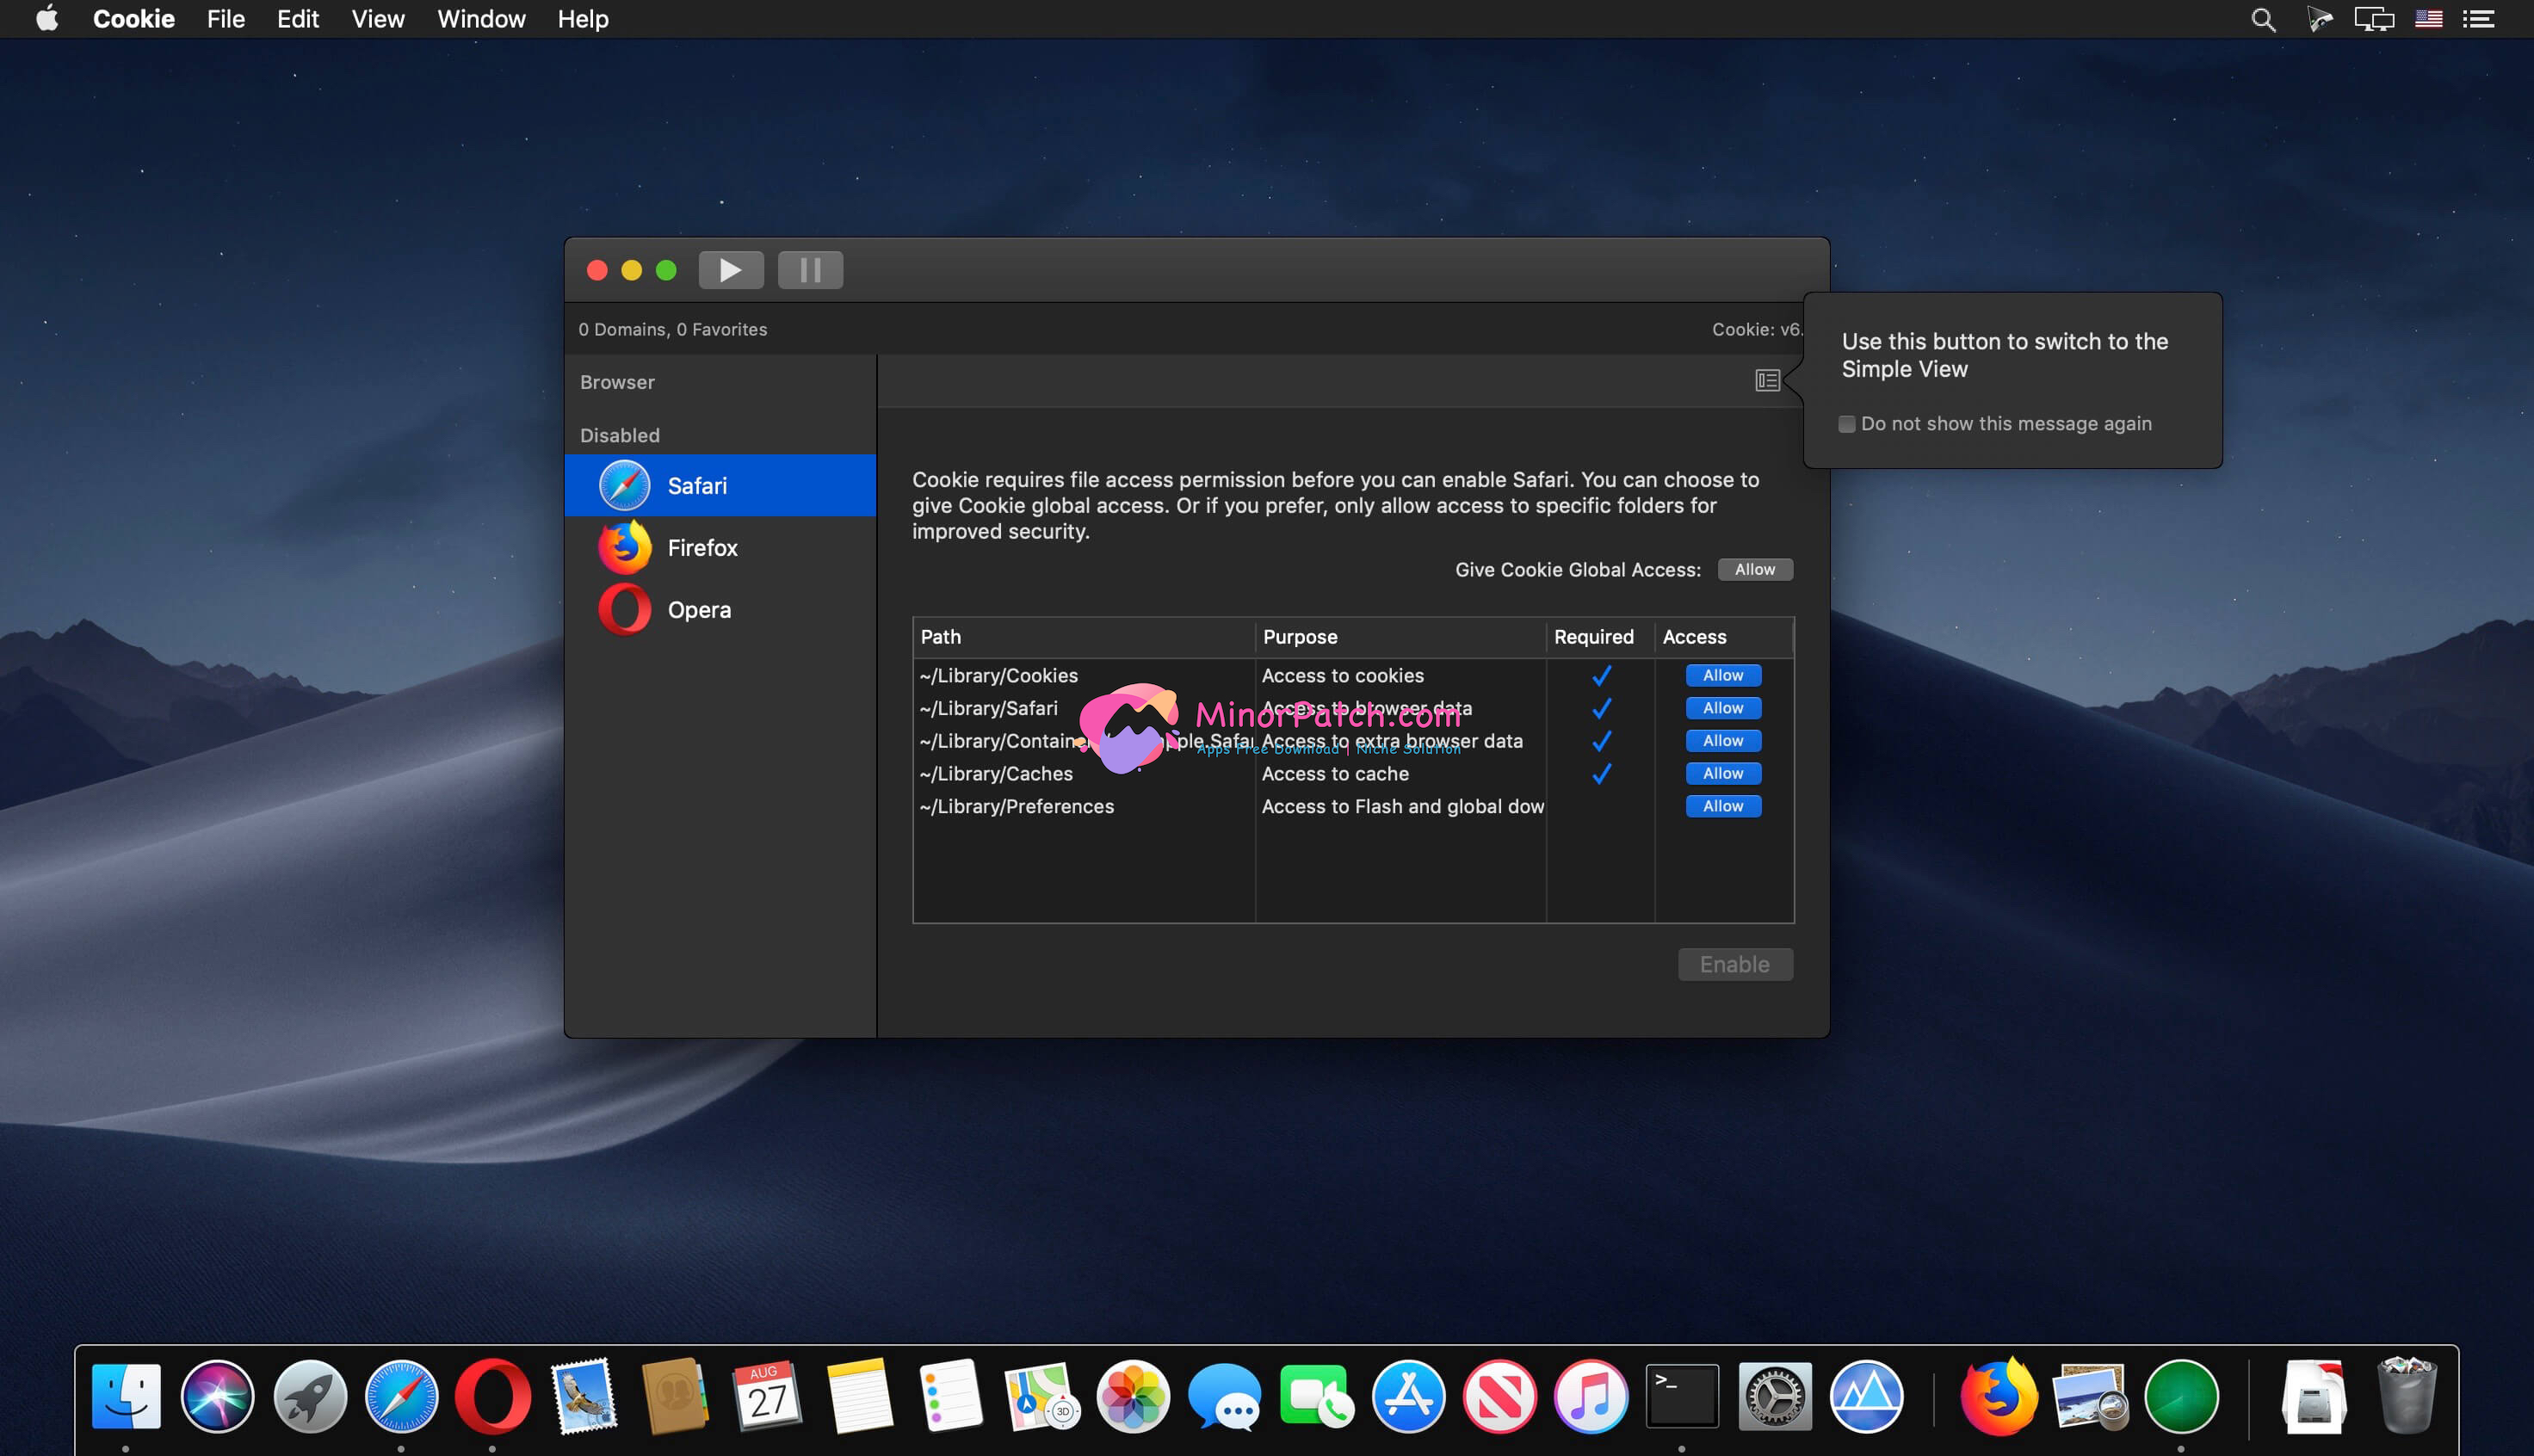 Cookie File Edit View Window Help
0 Domains, 0 Favorites
Cookie: v6.
Use this button to switch to the
Simple View
Do not show this message again
Browser
Disabled
Safari
Firefox
Opera
Cookie requires file access permission before you can enable Safari. You can choose to
give Cookie global access. Or if you prefer, only allow access to specific folders for
improved security.
Give Cookie Global Access: Allow
Path Purpose Required Access
~/Library/Cookies Access to cookies Allow
~/Library/Safari Access to browser data Allow
~/Library/Contain pple.Safa Access to extra browser data Allow
~/Library/Caches Access to cache Allow
~/Library/Preferences Access to Flash and global dow Allow
MinorPatch.com
Apps Free Download | Niche Solution
Enable
AUG
27
3D
>_